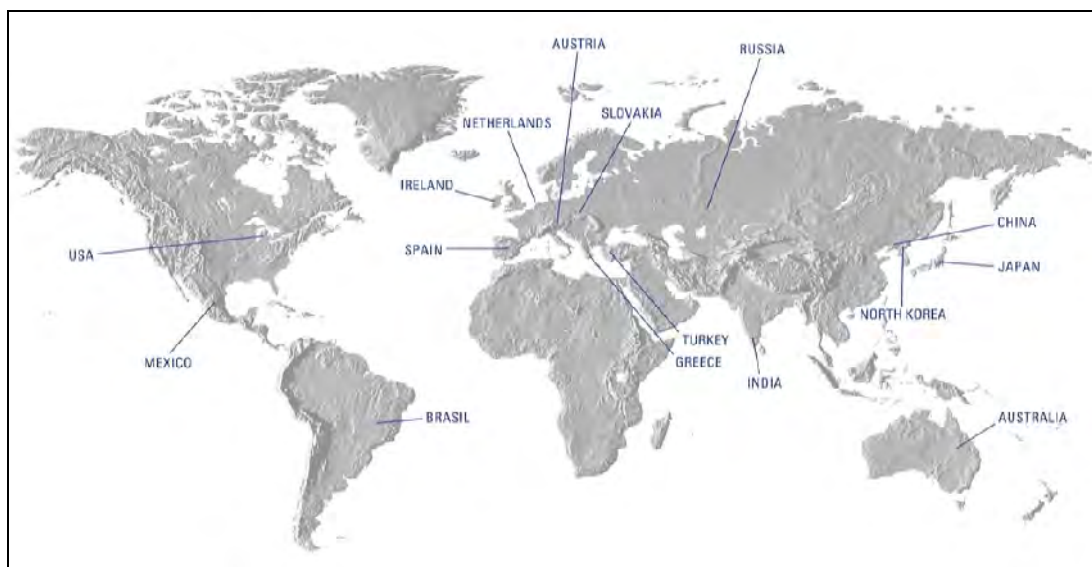 AUSTRIA
RUSSIA
NETHERLANDS
SLOVAKIA
IRELAND
CHINA
USA
SPAIN
JAPAN
NORTH KOREA
TURKEY
MEXICO
GREECE
INDIA
BRASIL
AUSTRALIA